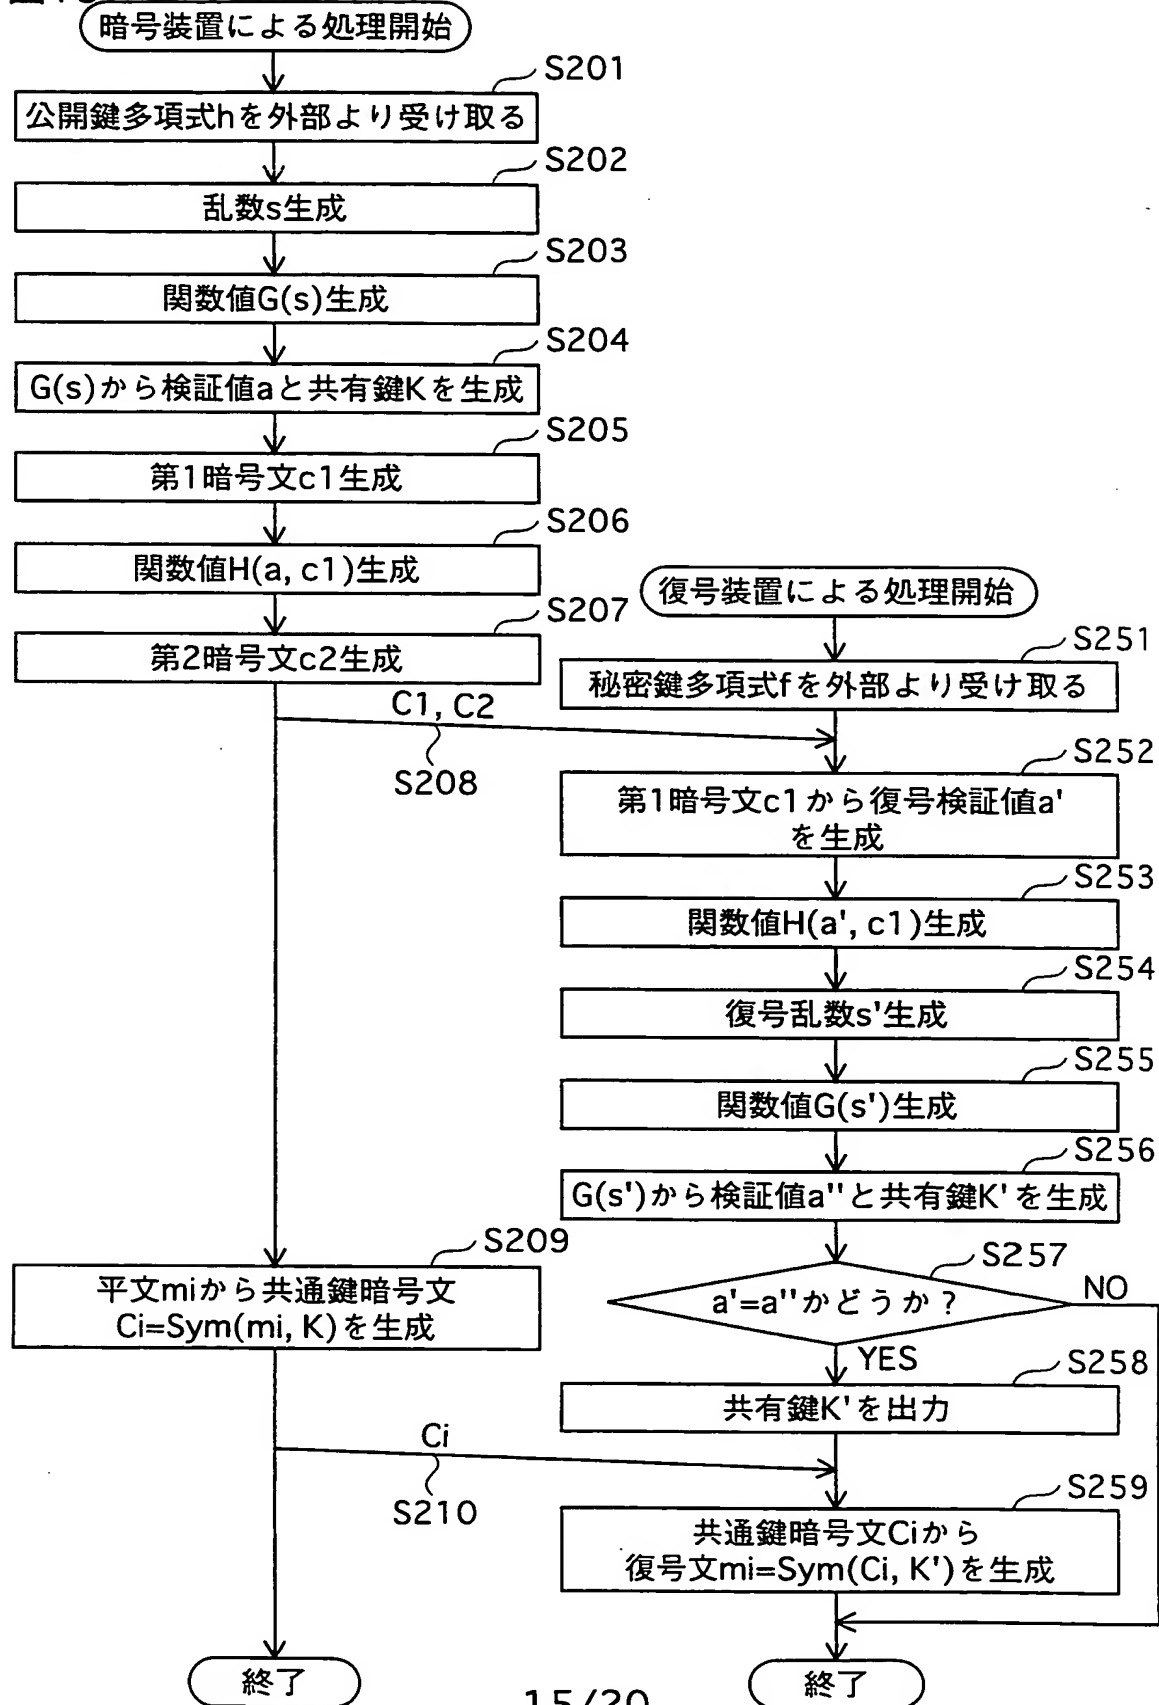 暗号装置による処理開始
S201
公開鍵多項式hを外部より受け取る
S202
乱数s生成
S203
関数値G(s)生成
S204
G(s)から検証値aと共有鍵Kを生成
S205
第1暗号文c1生成
S206
関数値H(a, c1)生成
S207
第2暗号文c2生成
C1, C2
S208
復号装置による処理開始
S251
秘密鍵多項式fを外部より受け取る
S252
第1暗号文c1から復号検証値a'
を生成
S253
関数値H(a', c1)生成
S254
復号乱数s'生成
S255
関数値G(s')生成
S256
G(s')から検証値a''と共有鍵K'を生成
S257
a'=a''かどうか?
NO
YES
S258
共有鍵K'を出力
S209
平文miから共通鍵暗号文
Ci=Sym(mi, K)を生成
Ci
S210
S259
共通鍵暗号文Ciから
復号文mi=Sym(Ci, K')を生成
終了
終了
15/20